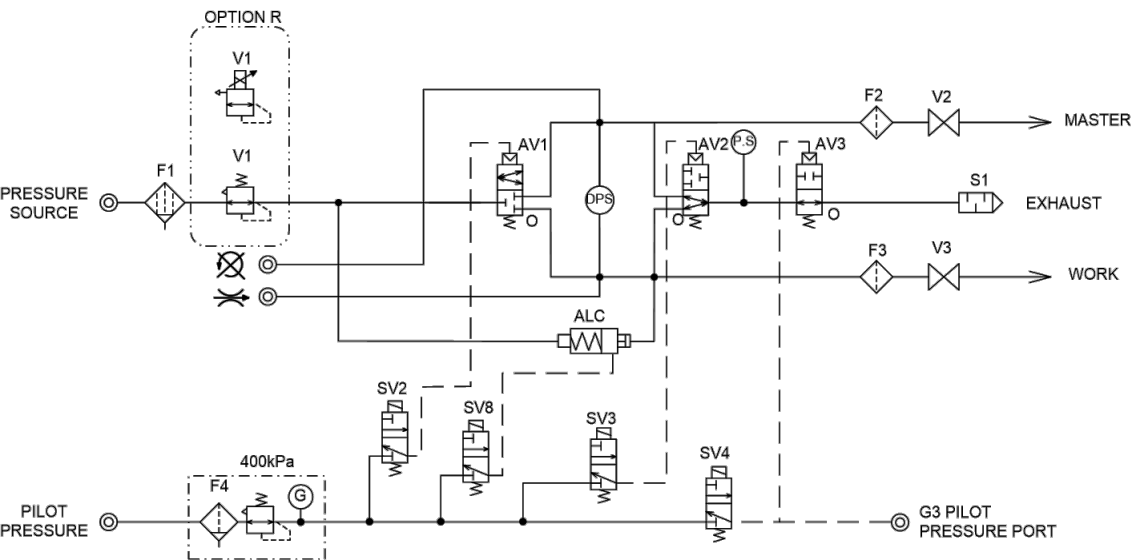 OPTION R
V1
F2
V2
MASTER
AV1
AV2
P.S
AV3
V1
F1
PRESSURE
SOURCE
DPS
S1
EXHAUST
O
O
O
F3
V3
WORK
ALC
SV2
SV8
SV3
SV4
400kPa
F4
G
PILOT
PRESSURE
G3 PILOT
PRESSURE PORT